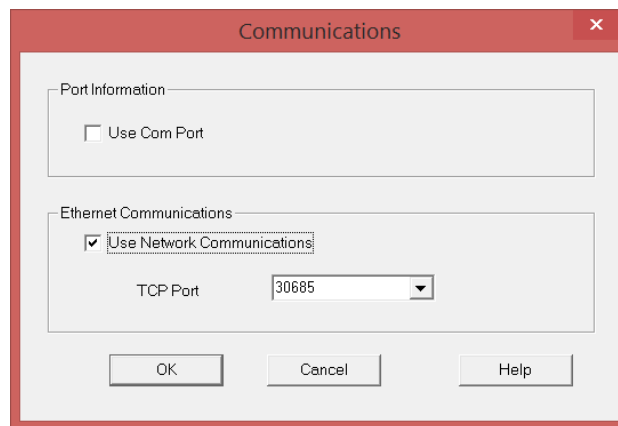 Communications
Port Information
Use Com Port
Ethernet Communications
Use Network Communications
TCP Port 30685
OK Cancel Help